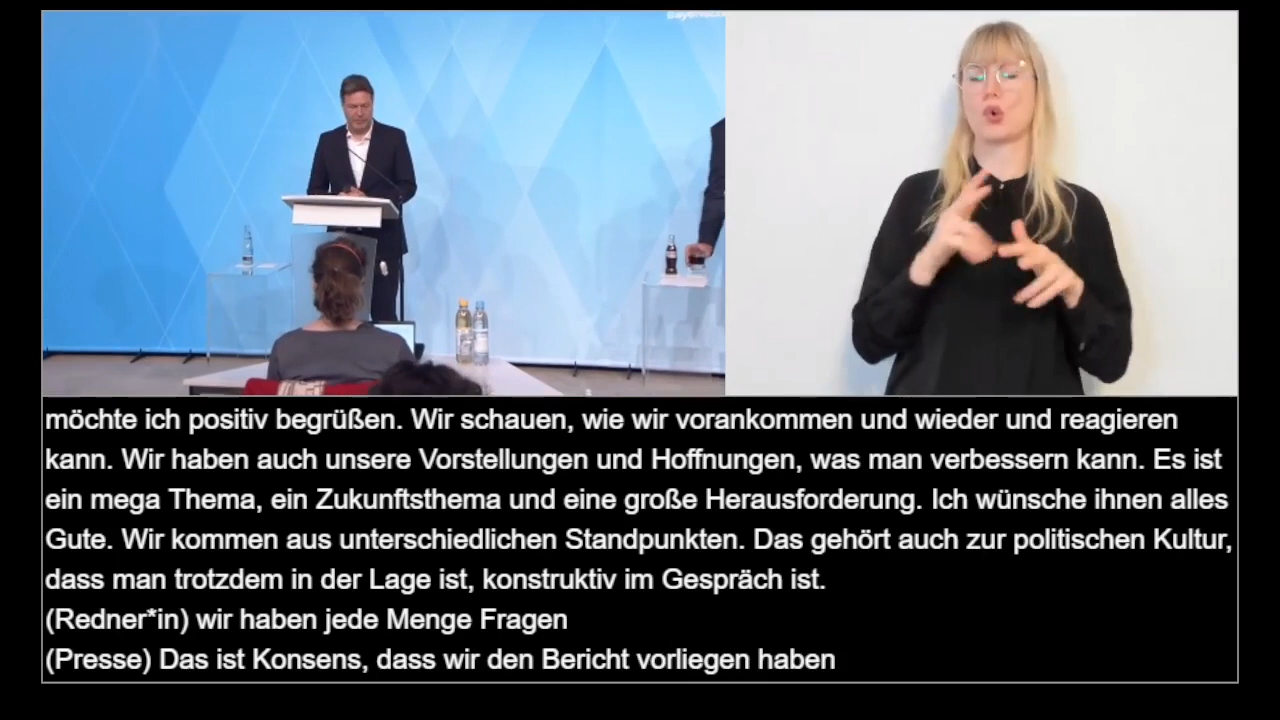 möchte ich positiv begrüßen. Wir schauen, wie wir vorankommen und wieder und reagieren
kann. Wir haben auch unsere Vorstellungen und Hoffnungen, was man verbessern kann. Es ist
ein mega Thema, ein Zukunftsthema und eine große Herausforderung. Ich wünsche ihnen alles
Gute. Wir kommen aus unterschiedlichen Standpunkten. Das gehört auch zur politischen Kultur,
dass man trotzdem in der Lage ist, konstruktiv im Gespräch ist.
(Redner*in) wir haben jede Menge Fragen
(Presse) Das ist Konsens, dass wir den Bericht vorliegen haben